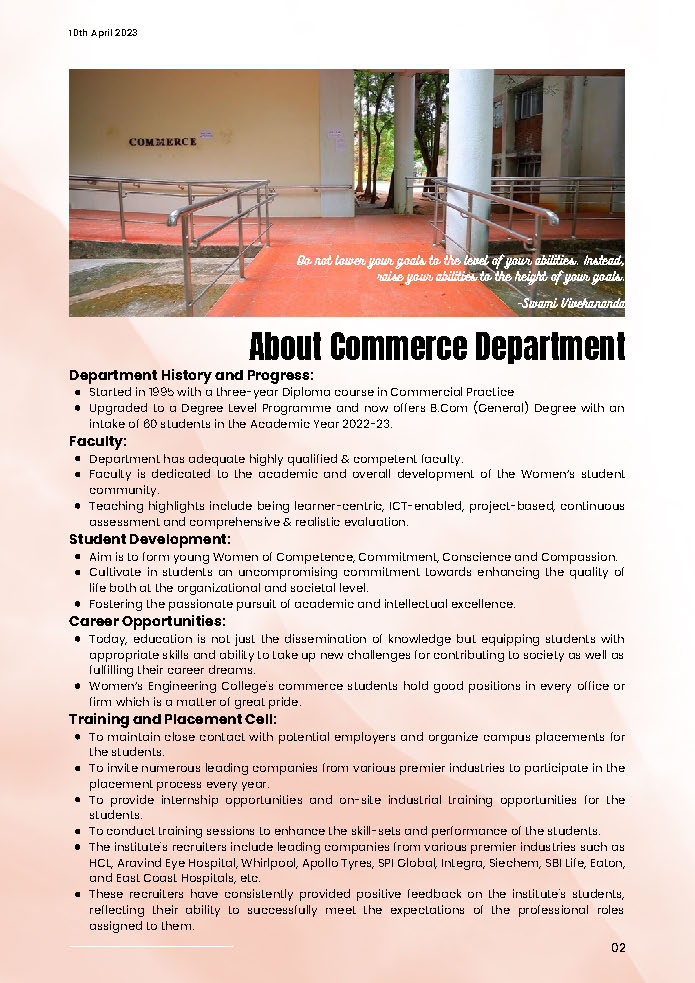 10th April 2023
COMMERCE
Do not lower your goals to the level of your abilities. Instead,
raise your abilities to the height of your goals.
-Swami Vivekananda
About Commerce Department
Department History and Progress:
● Started in 1995 with a three-year Diploma course in Commercial Practice
● Upgraded to a Degree Level Programme and now offers B.Com (General) Degree with an
intake of 60 students in the Academic Year 2022-23.
Faculty:
● Department has adequate highly qualified & competent faculty.
● Faculty is dedicated to the academic and overall development of the Women's student
community.
● Teaching highlights include being learner-centric, ICT-enabled, project-based, continuous
assessment and comprehensive & realistic evaluation.
Student Development:
● Aim is to form young Women of Competence, Commitment, Conscience and Compassion.
● Cultivate in students an uncompromising commitment towards enhancing the quality of
life both at the organizational and societal level.
● Fostering the passionate pursuit of academic and intellectual excellence.
Career Opportunities:
● Today, education is not just the dissemination of knowledge but equipping students with
appropriate skills and ability to take up new challenges for contributing to society as well as
fulfilling their career dreams.
● Women's Engineering College's commerce students hold good positions in every office or
firm which is a matter of great pride.
Training and Placement Cell:
● To maintain close contact with potential employers and organize campus placements for
the students.
● To invite numerous leading companies from various premier industries to participate in the
placement process every year.
● To provide internship opportunities and on-site industrial training opportunities for the
students.
● To conduct training sessions to enhance the skill-sets and performance of the students.
● The institute's recruiters include leading companies from various premier industries such as
HCL, Aravind Eye Hospital, Whirlpool, Apollo Tyres, SPI Global, Integra, Siechem, SBI Life, Eaton,
and East Coast Hospitals, etc.
● These recruiters have consistently provided positive feedback on the institute's students,
reflecting their ability to successfully meet the expectations of the professional roles
assigned to them.
02